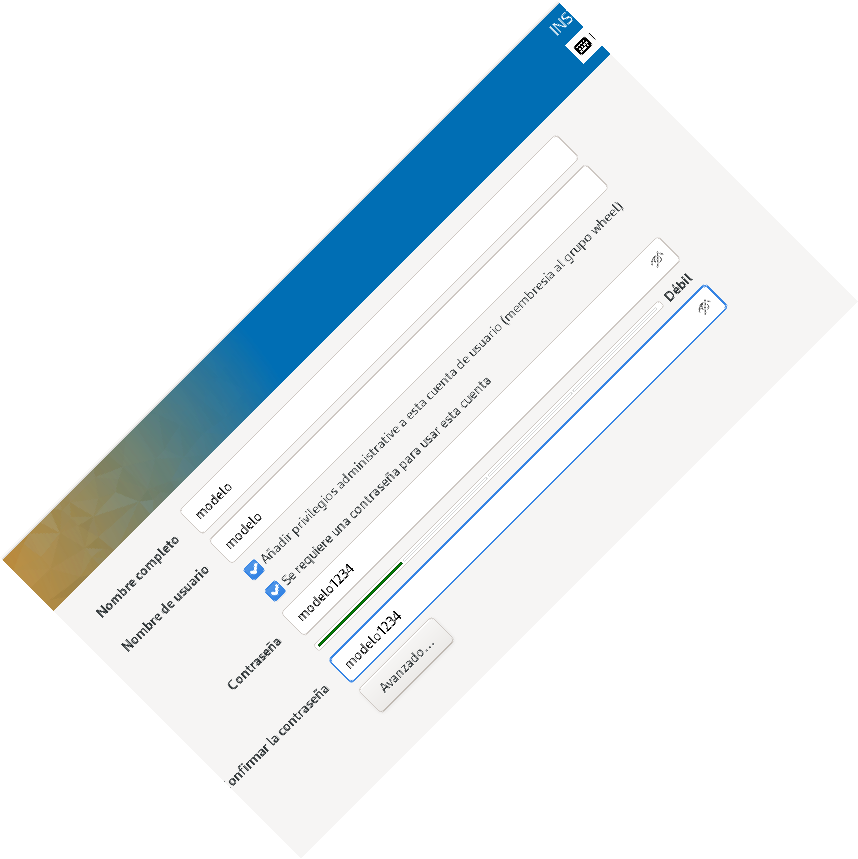 INS
Nombre completo
modelo
Nombre de usuario
modelo
Añadir privilegios administrative a esta cuenta de usuario (membresía al grupo wheel)
Se requiere una contraseña para usar esta cuenta
Contraseña
modelo1234
Débil
onfirmar la contraseña
modelo1234
Avanzado...